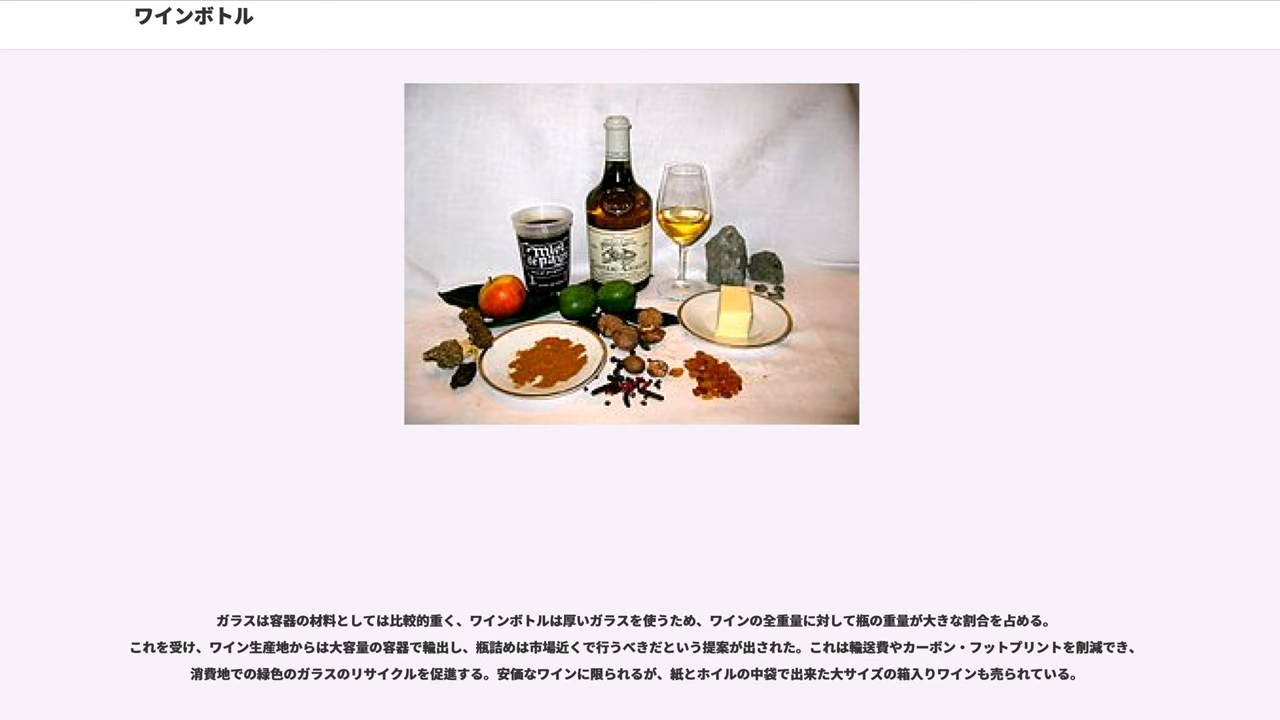 ワインボトル
miel
de pays
ガラスは容器の材料としては比較的重く、ワインボトルは厚いガラスを使うため、ワインの全重量に対して瓶の重量が大きな割合を占める。
これを受け、ワイン生産地からは大容量の容器で輸出し、瓶詰めは市場近くで行うべきだという提案が出された。これは輸送費やカーボン・フットプリントを削減でき、
消費地での緑色のガラスのリサイクルを促進する。安価なワインに限られるが、紙とホイルの中袋で出来た大サイズの箱入りワインも売られている。